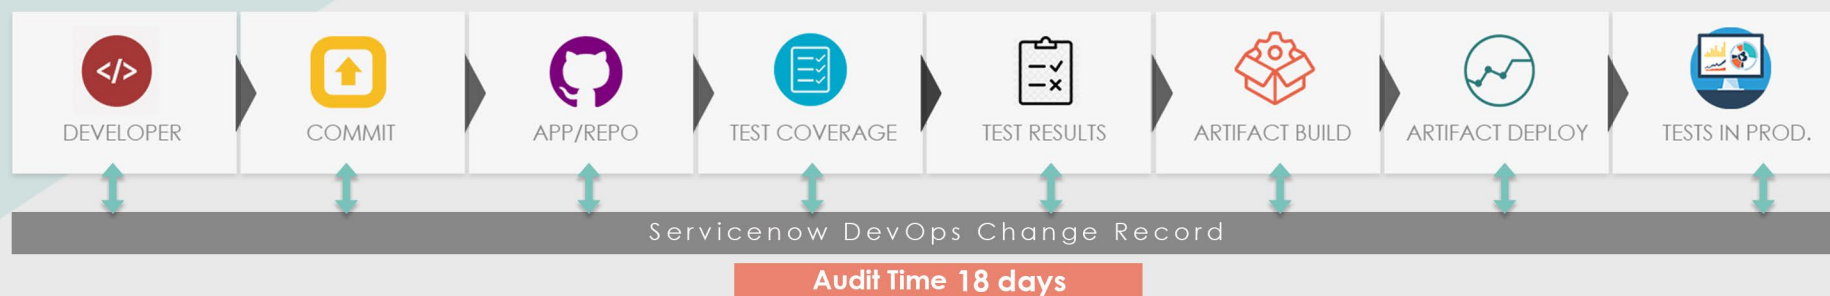 DEVELOPER
COMMIT
APP/REPO
TEST COVERAGE
TEST RESULTS
ARTIFACT BUILD
ARTIFACT DEPLOY
TESTS IN PROD.
Servicenow DevOps Change Record
Audit Time 18 days